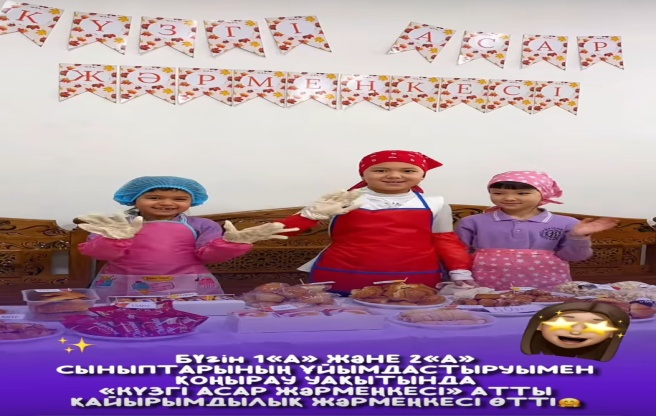 КҮЗГІ АСАР
ЖӘРМЕҢКЕСІ
БҮГІН 1«А» ЖӘНЕ 2«А»
СЫНЫПТАРЫНЫҢ ҰЙЫМДАСТЫРУЫМЕН
ҚОҢЫРАУ УАҚЫТЫНДА
«КҮЗГІ АСАР ЖӘРМЕҢКЕСІ» АТТЫ
ҚАЙЫРЫМДЫЛЫҚ ЖӘРМЕҢКЕСІ ӨТТІ😊